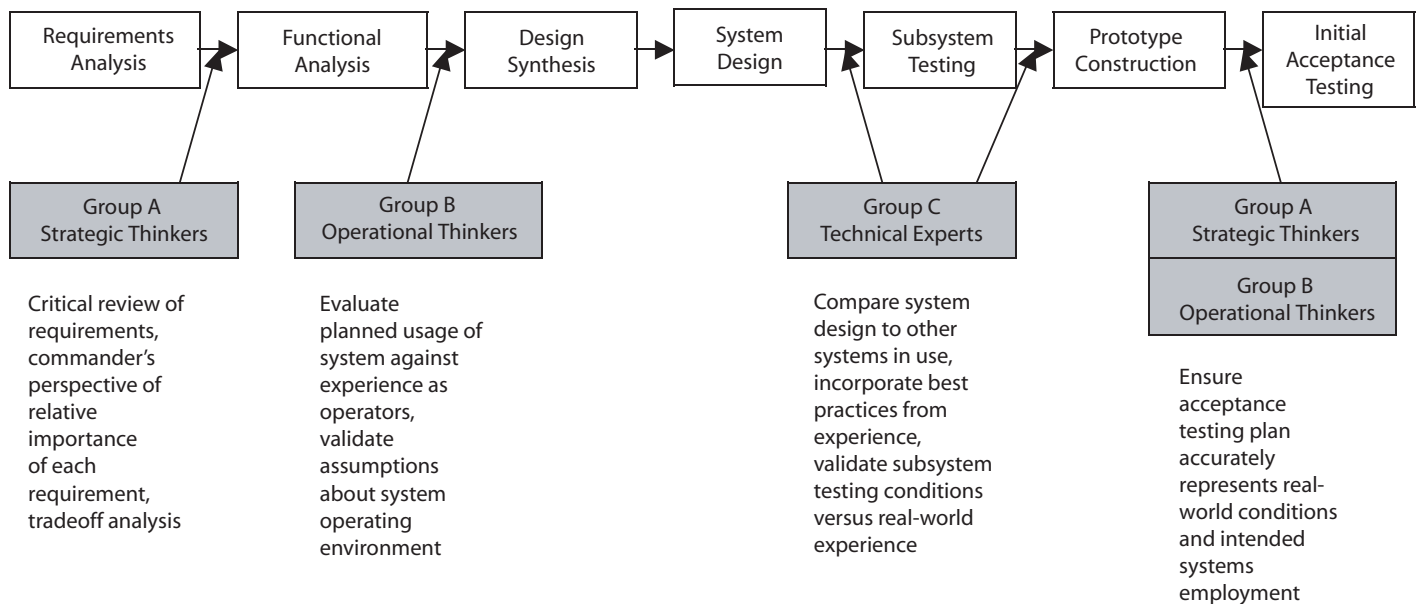 Requirements
Analysis
Functional
Analysis
Design
Synthesis
System
Design
Subsystem
Testing
Prototype
Construction
Initial
Acceptance
Testing
Group A
Strategic Thinkers
Group B
Operational Thinkers
Group C
Technical Experts
Group A
Strategic Thinkers
Group B
Operational Thinkers
Critical review of
requirements,
commander’s
perspective of
relative
importance
of each
requirement,
tradeoff analysis
Evaluate
planned usage of
system against
experience as
operators,
validate
assumptions
about system
operating
environment
Compare system
design to other
systems in use,
incorporate best
practices from
experience,
validate subsystem
testing conditions
versus real-world
experience
Ensure
acceptance
testing plan
accurately
represents real-
world conditions
and intended
systems
employment